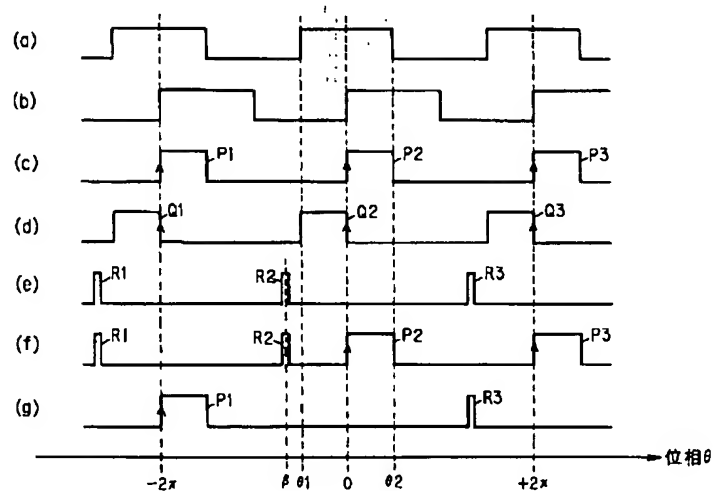 (a)
(b)
(c) P1 P2 P3
(d) Q1 Q2 Q3
(e) R1 R2 R3
(f) R1 R2 P2 P3
(g) P1 R3
位相θ
-2π β θ1 0 θ2 +2π